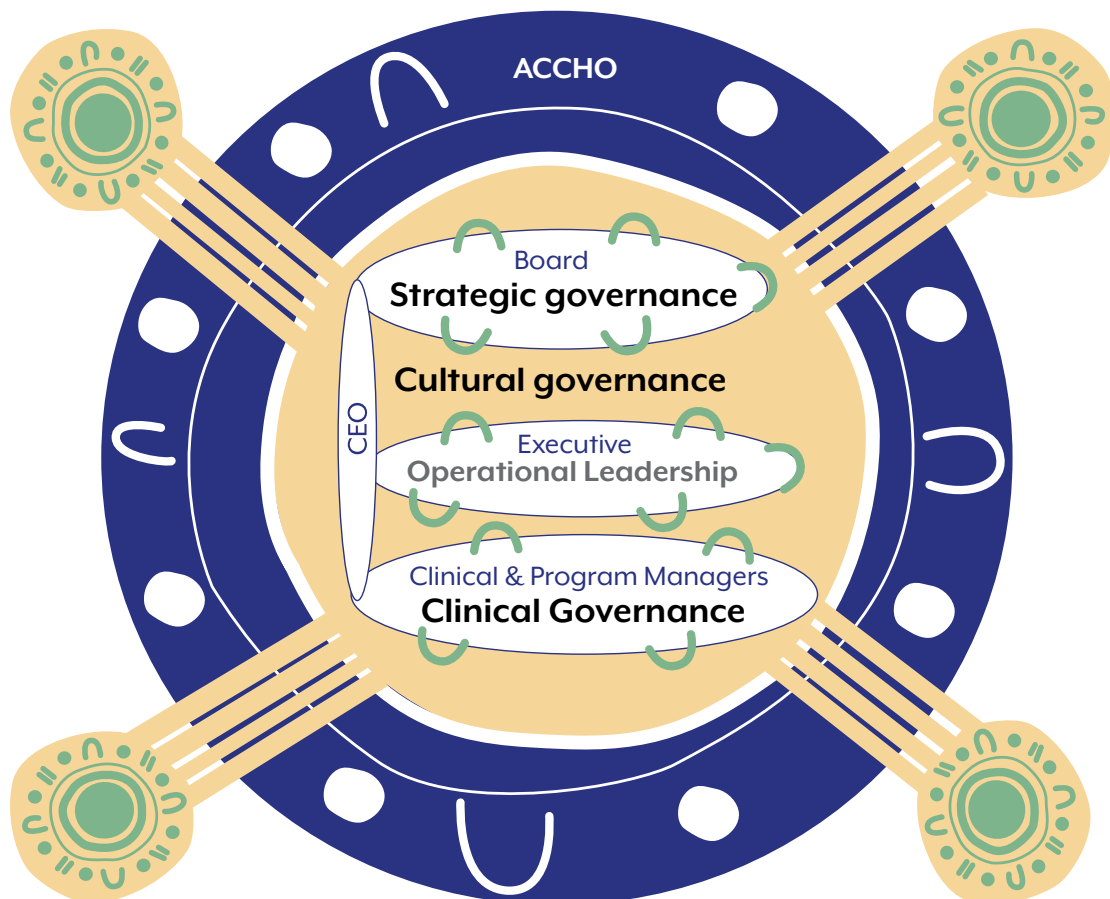 ACCHO
Board
Strategic governance
Cultural governance
CEO
Executive
Operational Leadership
Clinical & Program Managers
Clinical Governance